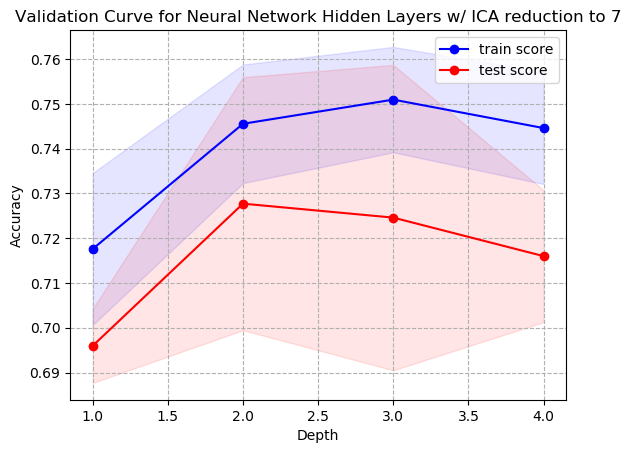 Validation Curve for Neural Network Hidden Layers w/ ICA reduction to 7
train score
test score
0.76
0.75
0.74
0.73
0.72
0.71
0.70
0.69
Accuracy
1.0 1.5 2.0 2.5 3.0 3.5 4.0
Depth